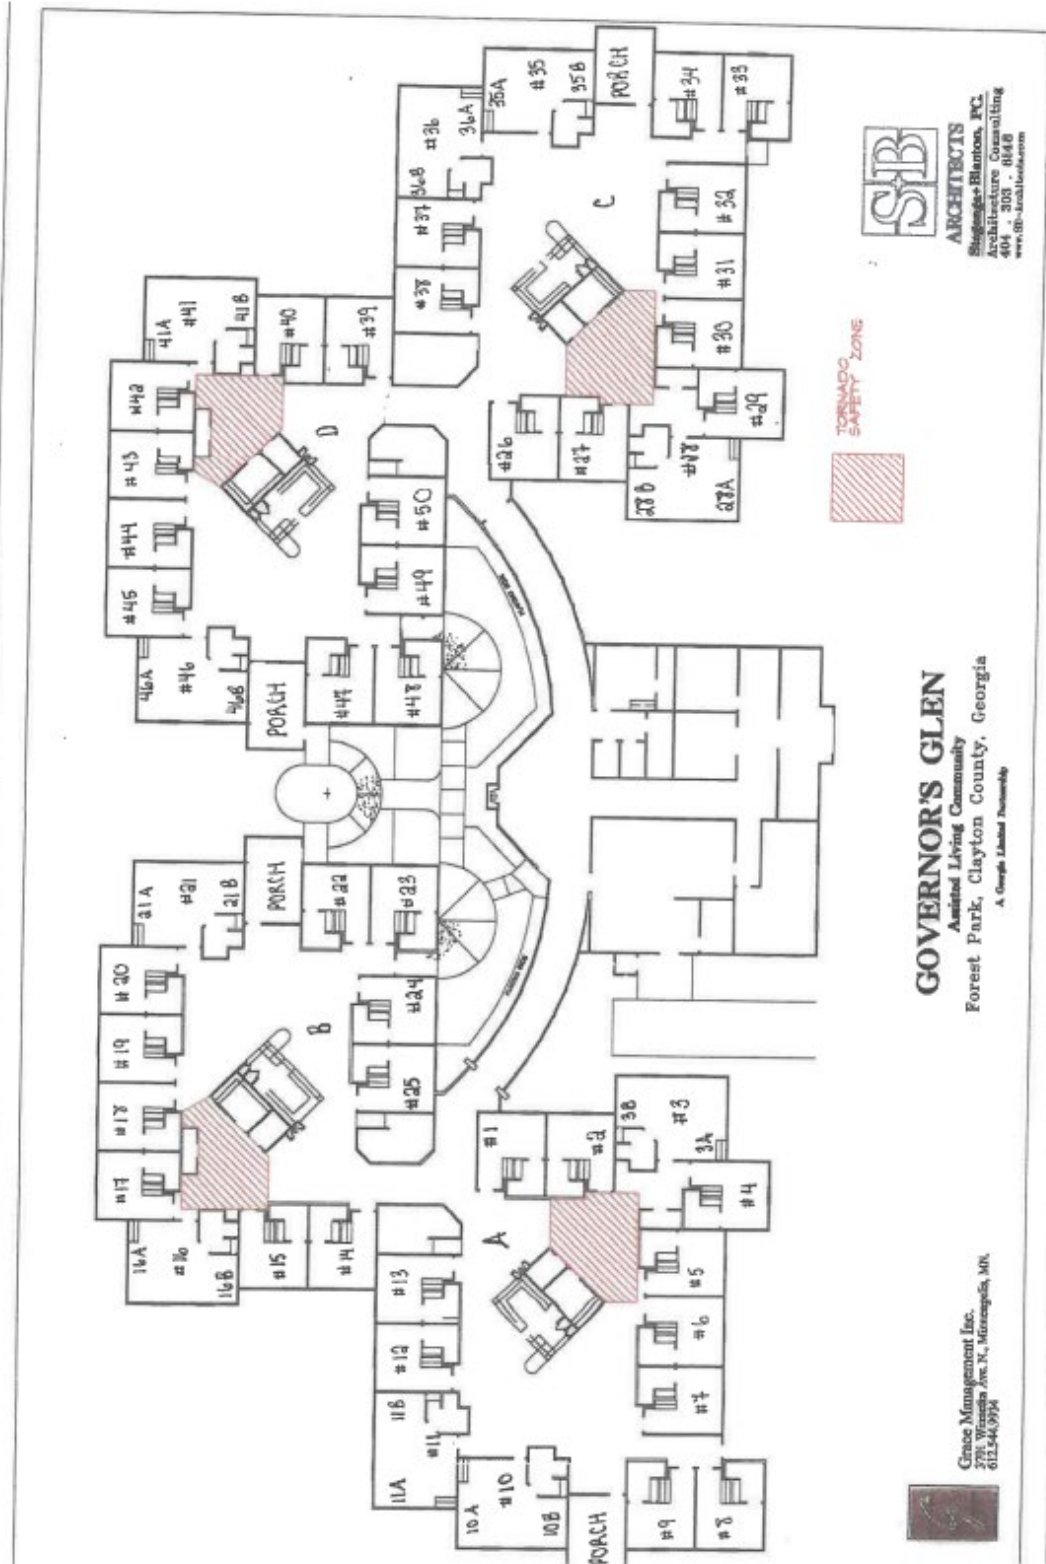 35A
#35
35B
PORCH
#34
#33
36A
#36
36B
#37
#38
C
#32
#31
#30
#29
#26
#27
28B
28A
41A
#41
41B
#40
#39
#42
#43
#44
#45
D
#50
#49
46A
#46
46B
PORCH
#47
#48
21A
#21
21B
PORCH
#22
#23
#20
#19
#18
#17
B
#24
#25
16A
#16
16B
#15
#14
#13
#12
11B
#11
11A
A
#1
#2
3B
#3
3A
#4
#5
#6
#7
10A
#10
10B
PORCH
#9
#8
TORNADO
SAFETY ZONE
S+B
ARCHITECTS
Blanton, PC.
Architecture Consulting
GOVERNOR'S GLEN
Assisted Living Community
Forest Park, Clayton County, Georgia
A Georgia Limited Partnership
Grace Management Inc.
Ave. N., Minneapolis, MN.